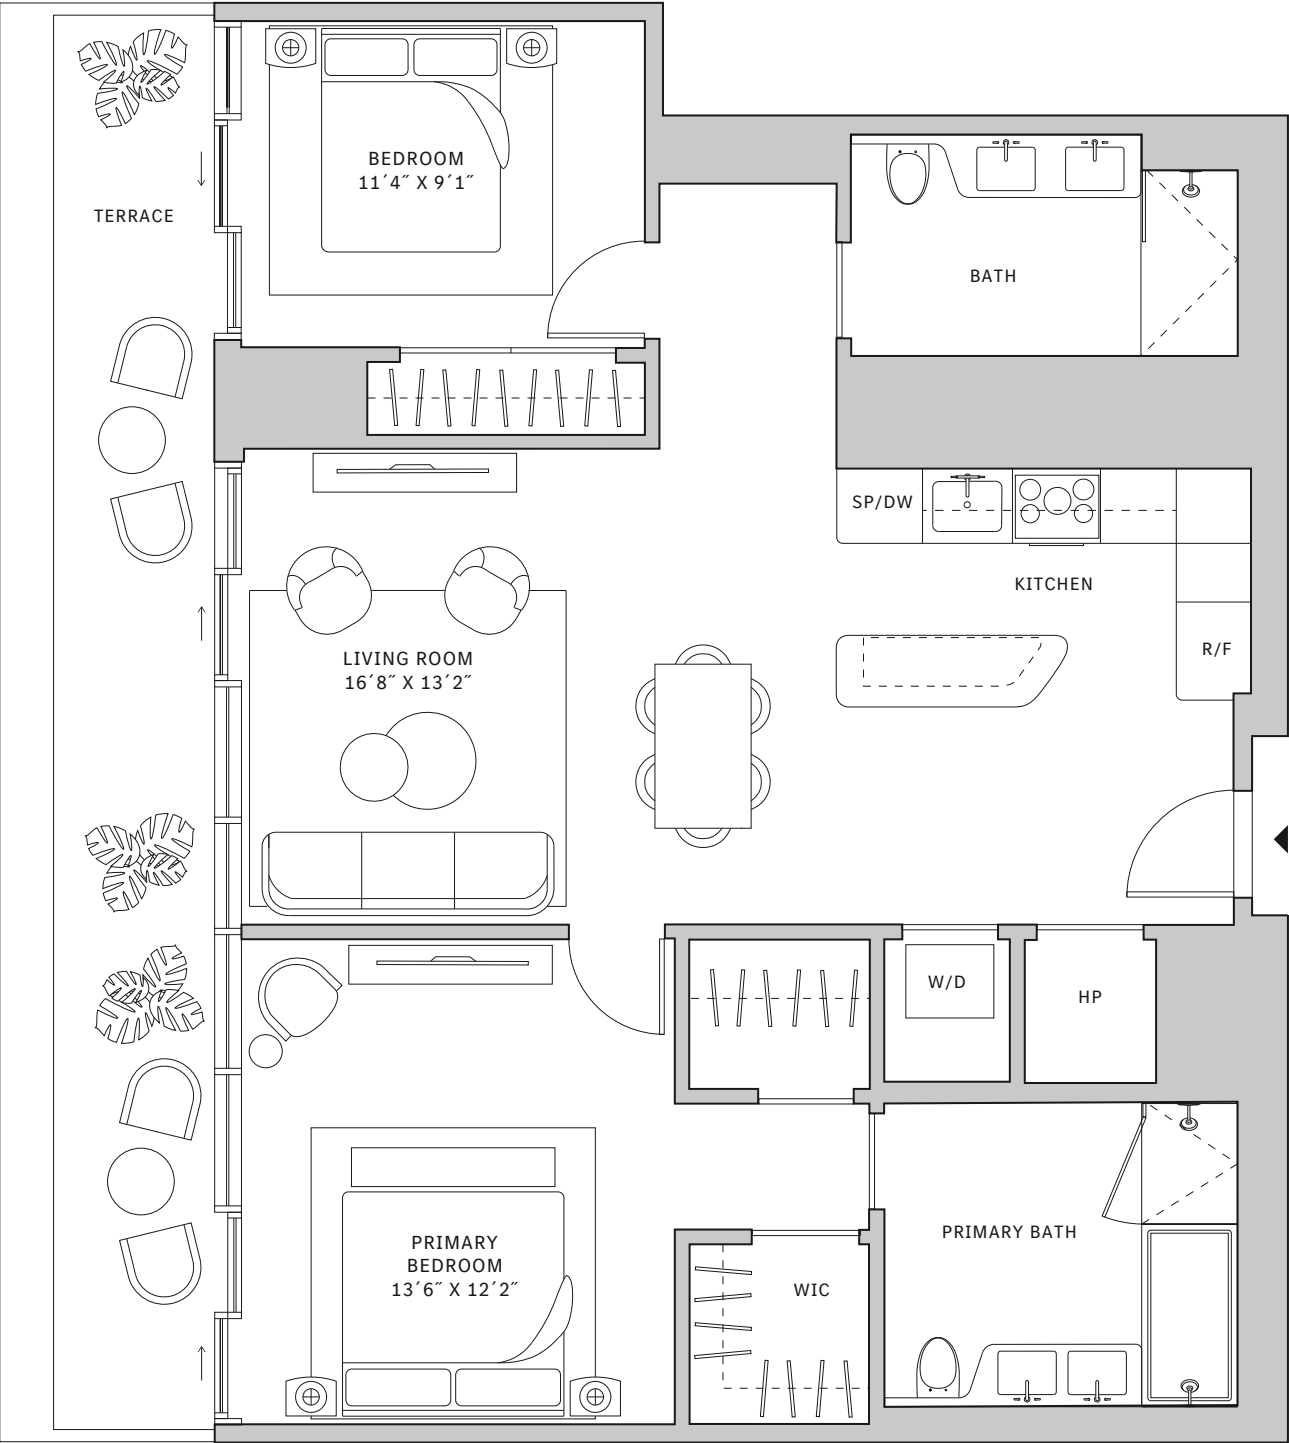 BEDROOM
11´4˝ X 9´1˝
TERRACE
BATH
SP/DW
KITCHEN
R/F
LIVING ROOM
16´8˝ X 13´2˝
W/D
HP
PRIMARY
BEDROOM
13´6˝ X 12´2˝
PRIMARY BATH
WIC